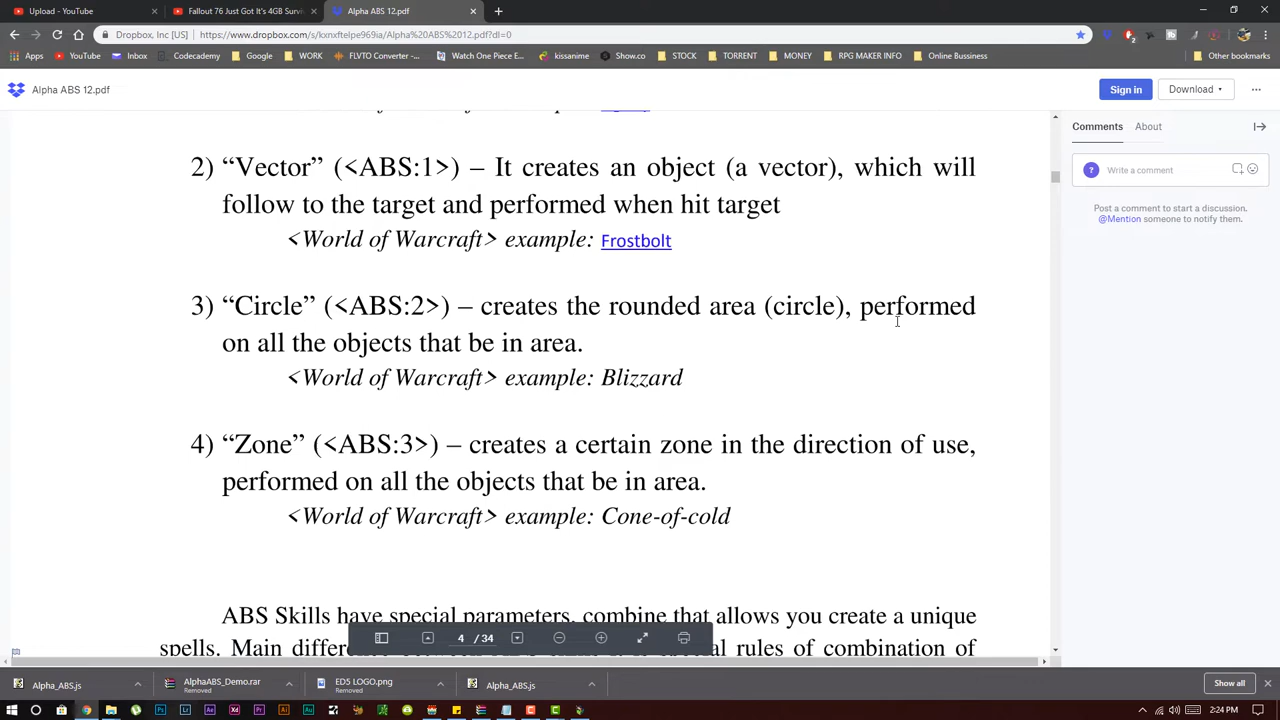 Upload - YouTube
Fallout 76 Just Got It's 4GB Surviv
Alpha ABS 12.pdf
Dropbox, Inc [US]
https://www.dropbox.com/s/kxnxftelpe969ia/Alpha%20ABS%2012.pdf?dl=0
Apps
YouTube
Inbox
Codecademy
Google
WORK
FLVTO Converter -...
Watch One Piece E...
kissanime
Show.co
STOCK
TORRENT
MONEY
RPG MAKER INFO
Online Bussiness
Other bookmarks
Alpha ABS 12.pdf
Sign in
Download
Comments
About
Write a comment
Post a comment to start a discussion.
@Mention someone to notify them.
2) “Vector” (<ABS:1>) – It creates an object (a vector), which will
follow to the target and performed when hit target
<World of Warcraft> example: Frostbolt
3) “Circle” (<ABS:2>) – creates the rounded area (circle), performed
on all the objects that be in area.
<World of Warcraft> example: Blizzard
4) “Zone” (<ABS:3>) – creates a certain zone in the direction of use,
performed on all the objects that be in area.
<World of Warcraft> example: Cone-of-cold
ABS Skills have special parameters, combine that allows you create a unique
spells. Main
rules of combination of
4 / 34
Alpha_ABS.js
AlphaABS_Demo.rar
Removed
ED5 LOGO.png
Removed
Alpha_ABS.js
Show all
2:24 PM